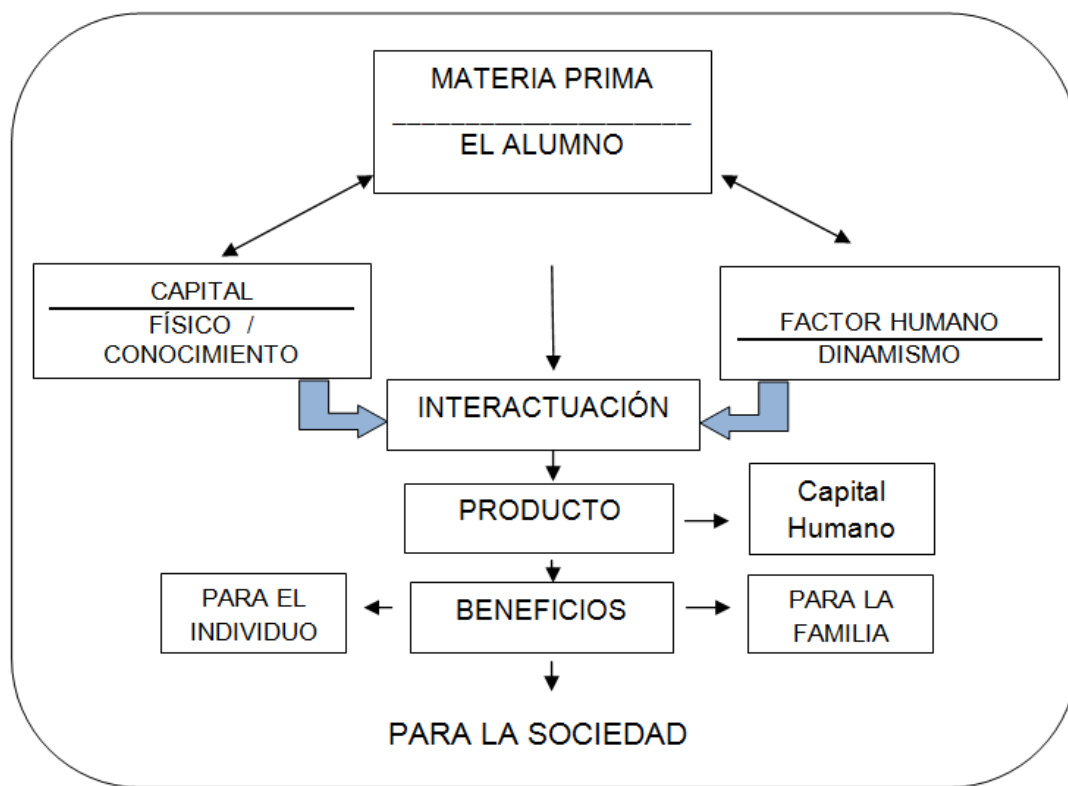 MATERIA PRIMA
EL ALUMNO
CAPITAL
FÍSICO /
CONOCIMIENTO
FACTOR HUMANO
DINAMISMO
INTERACTUACIÓN
PRODUCTO
Capital
Humano
PARA EL
INDIVIDUO
BENEFICIOS
PARA LA
FAMILIA
PARA LA SOCIEDAD